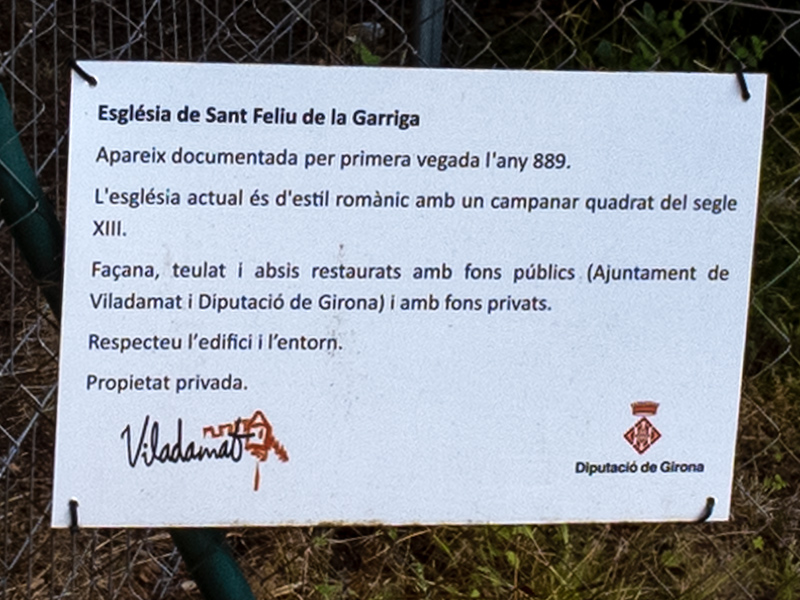 Església de Sant Feliu de la Garriga
Apareix documentada per primera vegada l'any 889.
L'església actual és d'estil romànic amb un campanar quadrat del segle
XIII.
Façana, teulat i absis restaurats amb fons públics (Ajuntament de
Viladamat i Diputació de Girona) i amb fons privats.
Respecteu l'edifici i l'entorn.
Propietat privada.
Viladamat
Diputació de Girona